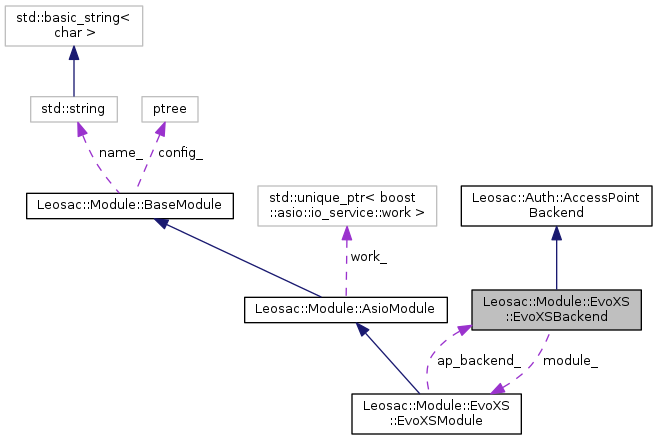 std::basic_string<
char >
std::string
ptree
name_
config_
Leosac::Module::BaseModule
std::unique_ptr< boost
::asio::io_service::work >
Leosac::Auth::AccessPoint
Backend
work_
Leosac::Module::AsioModule
Leosac::Module::EvoXS
::EvoXSBackend
ap_backend_
module_
Leosac::Module::EvoXS
::EvoXSModule